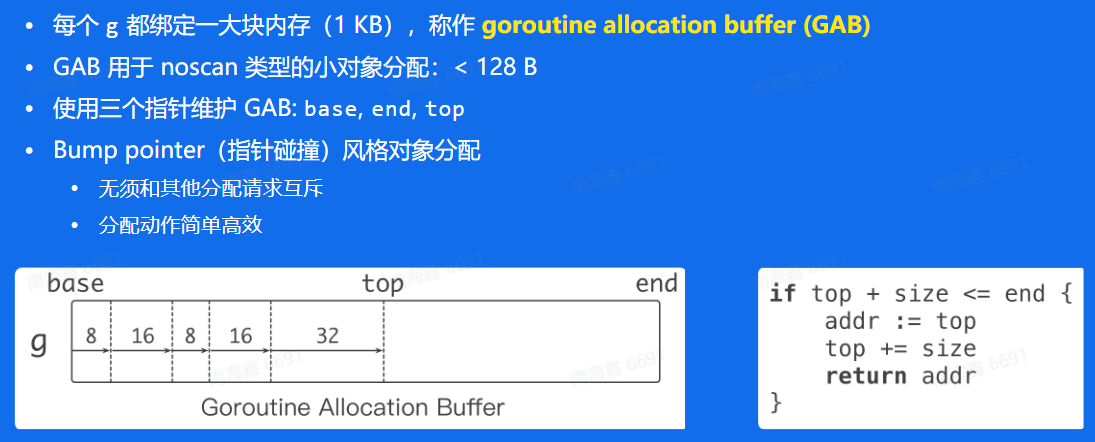 • 每个 g 都绑定一大块内存（1 KB），称作 goroutine allocation buffer (GAB)
• GAB 用于 noscan 类型的小对象分配：< 128 B
• 使用三个指针维护 GAB: base, end, top
• Bump pointer（指针碰撞）风格对象分配
• 无须和其他分配请求互斥
• 分配动作简单高效
base top end
g 8 16 8 16 32
Goroutine Allocation Buffer
if top + size <= end {
addr := top
top += size
return addr
}
南海鑫 6691